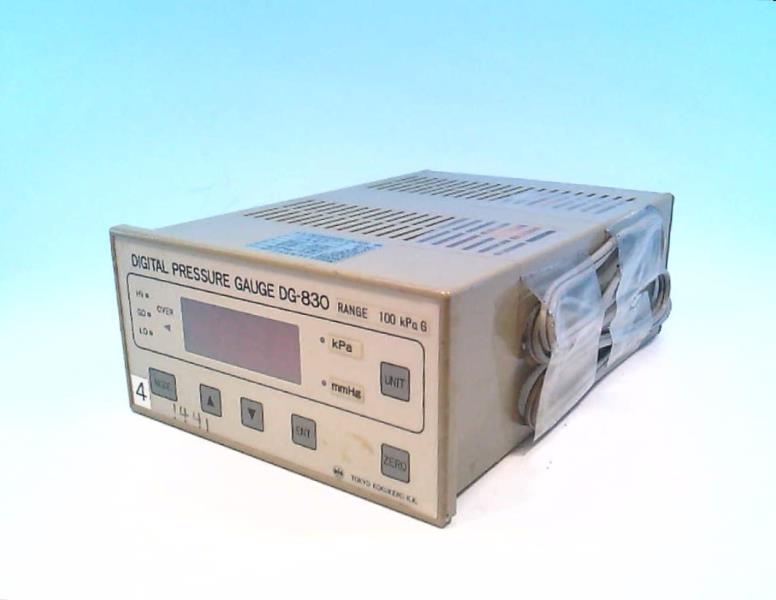 DIGITAL PRESSURE GAUGE DG-830 RANGE 100 kPa G
HI
GO OVER
LO
kPa
mmHg
UNIT
4
MODE
▲
▼
ENT
ZERO
1441
TOKYO KOKUKEIKI K.K.